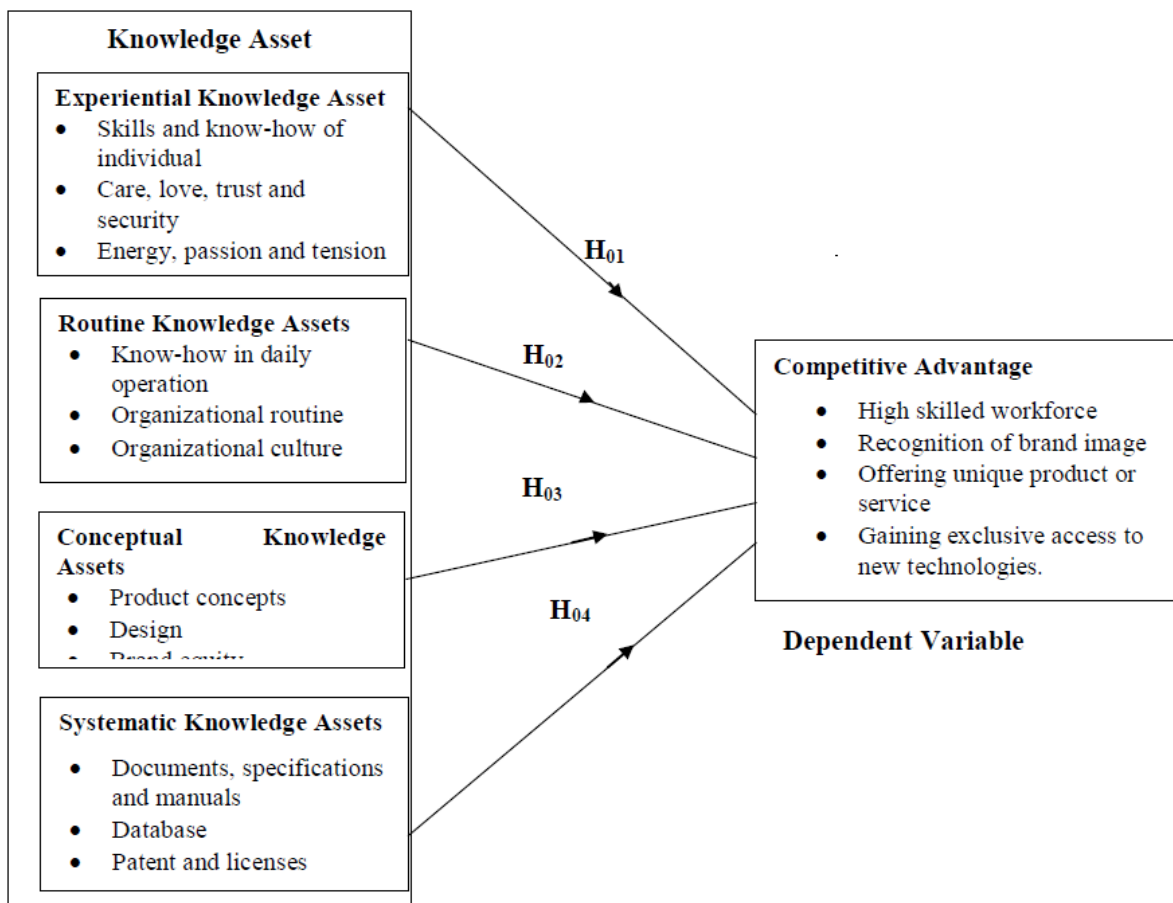 Knowledge Asset
Experiential Knowledge Asset
• Skills and know-how of
individual
• Care, love, trust and
security
• Energy, passion and tension
Routine Knowledge Assets
• Know-how in daily
operation
• Organizational routine
• Organizational culture
Conceptual Knowledge
Assets
• Product concepts
• Design
• Brand equity
Systematic Knowledge Assets
• Documents, specifications
and manuals
• Database
• Patent and licenses
H01
H02
H03
H04
Competitive Advantage
• High skilled workforce
• Recognition of brand image
• Offering unique product or
service
• Gaining exclusive access to
new technologies.
Dependent Variable